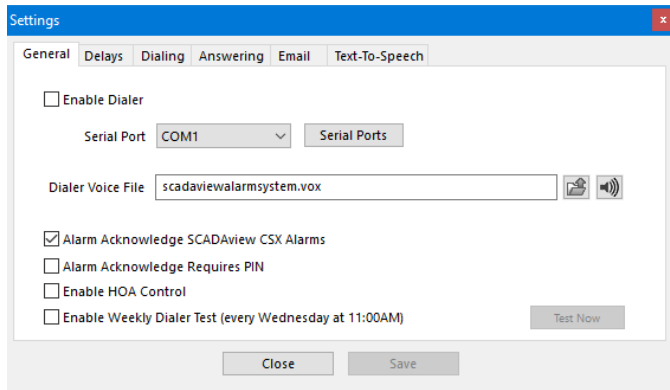 Settings
General Delays Dialing Answering Email Text-To-Speech
Enable Dialer
Serial Port COM1 Serial Ports
Dialer Voice File scadaviewalarmsystem.vox
Alarm Acknowledge SCADAview CSX Alarms
Alarm Acknowledge Requires PIN
Enable HOA Control
Enable Weekly Dialer Test (every Wednesday at 11:00AM) Test Now
Close Save